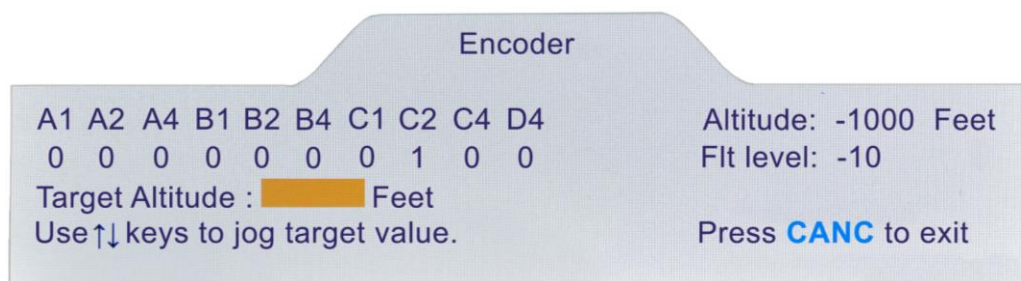 Encoder
A1 A2 A4 B1 B2 B4 C1 C2 C4 D4
0 0 0 0 0 0 0 1 0 0
Altitude: -1000 Feet
Flt level: -10
Target Altitude : Feet
Use↑↓keys to jog target value.
Press CANC to exit